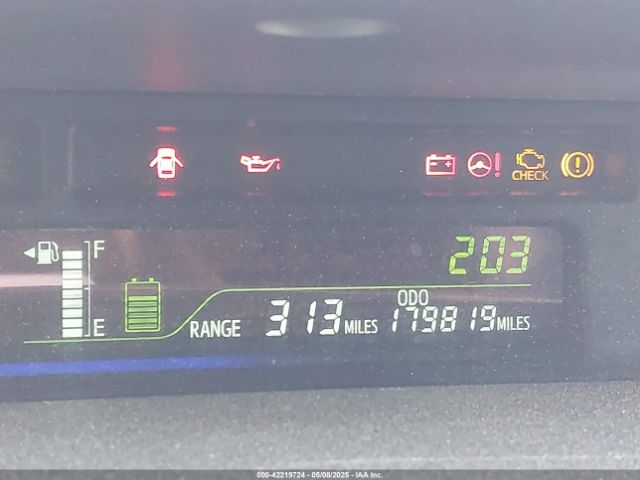 CHECK
F
203
E
ODO
RANGE 313 MILES 179819 MILES
000-42219724 - 05/08/2025 - IAA Inc.